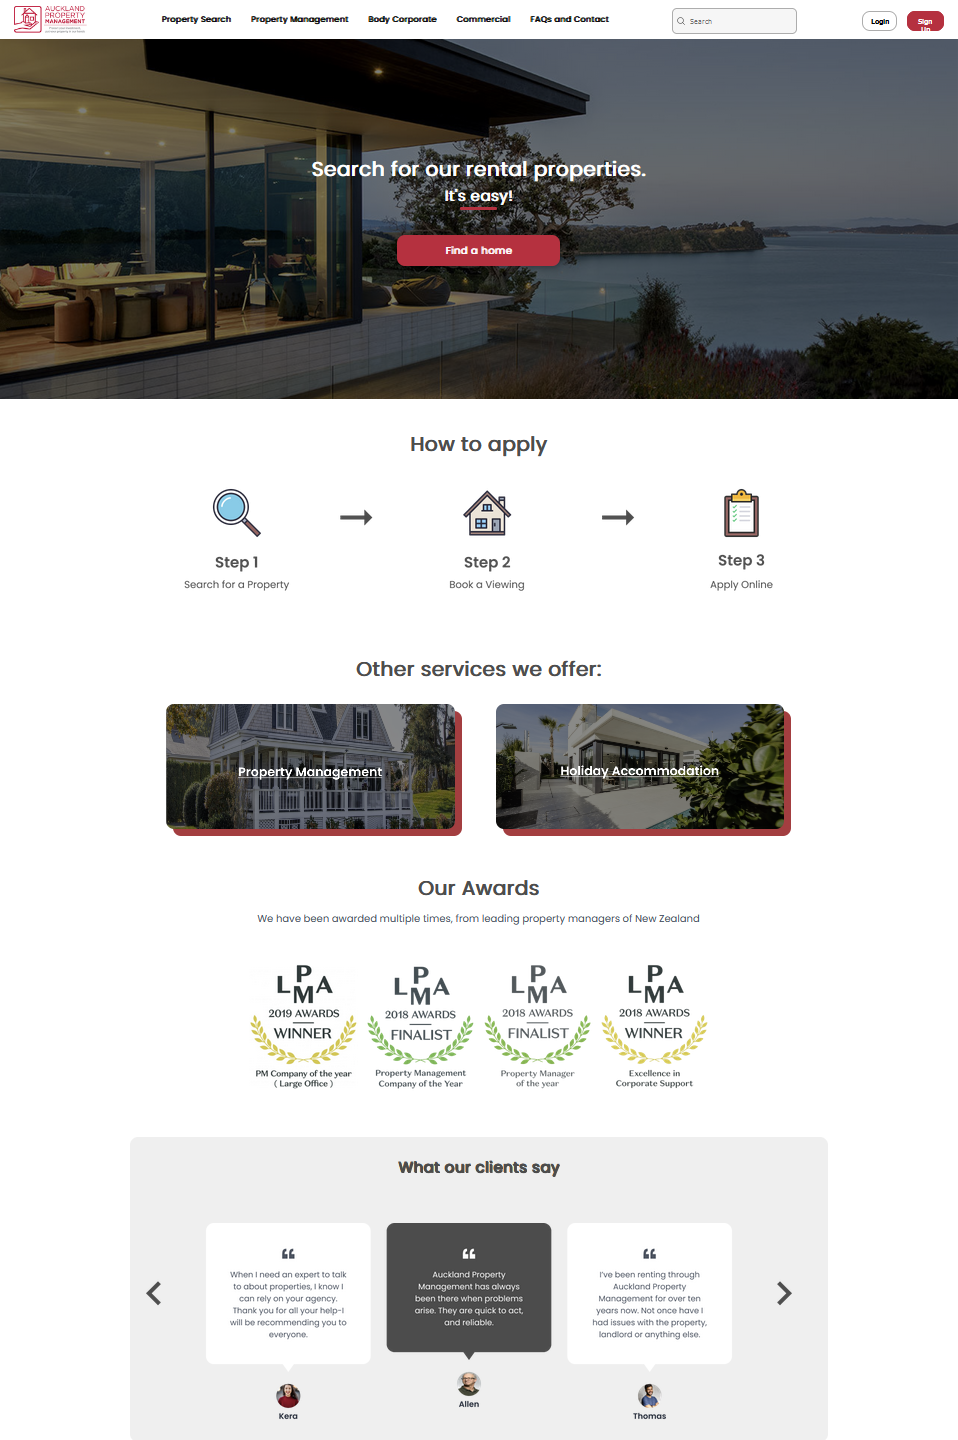 AUCKLAND
PROPERTY
MANAGEMENT
Property Search
Property Management
Body Corporate
Commercial
FAQs and Contact
Search
Login
Sign Up
Search for our rental properties.
It's easy!
Find a home
How to apply
Step 1
Search for a Property
Step 2
Book a Viewing
Step 3
Apply Online
Other services we offer:
Property Management
Holiday Accommodation
Our Awards
We have been awarded multiple times, from leading property managers of New Zealand
LPMA
2019 AWARDS
WINNER
PM Company of the year
( Large Office )
LPMA
2018 AWARDS
FINALIST
Property Management
Company of the Year
LPMA
2018 AWARDS
FINALIST
Property Manager
of the year
LPMA
2018 AWARDS
WINNER
Excellence in
Corporate Support
What our clients say
When I need an expert to talk
to about properties, I know I
can rely on your agency.
Thank you for all your help-I
will be recommending you to
everyone.
Kera
Auckland Property
Management has always
been there when problems
arise. They are quick to act,
and reliable.
Allen
I've been renting through
Auckland Property
Management for over ten
years now. Not once have I
had issues with the property,
landlord or anything else.
Thomas